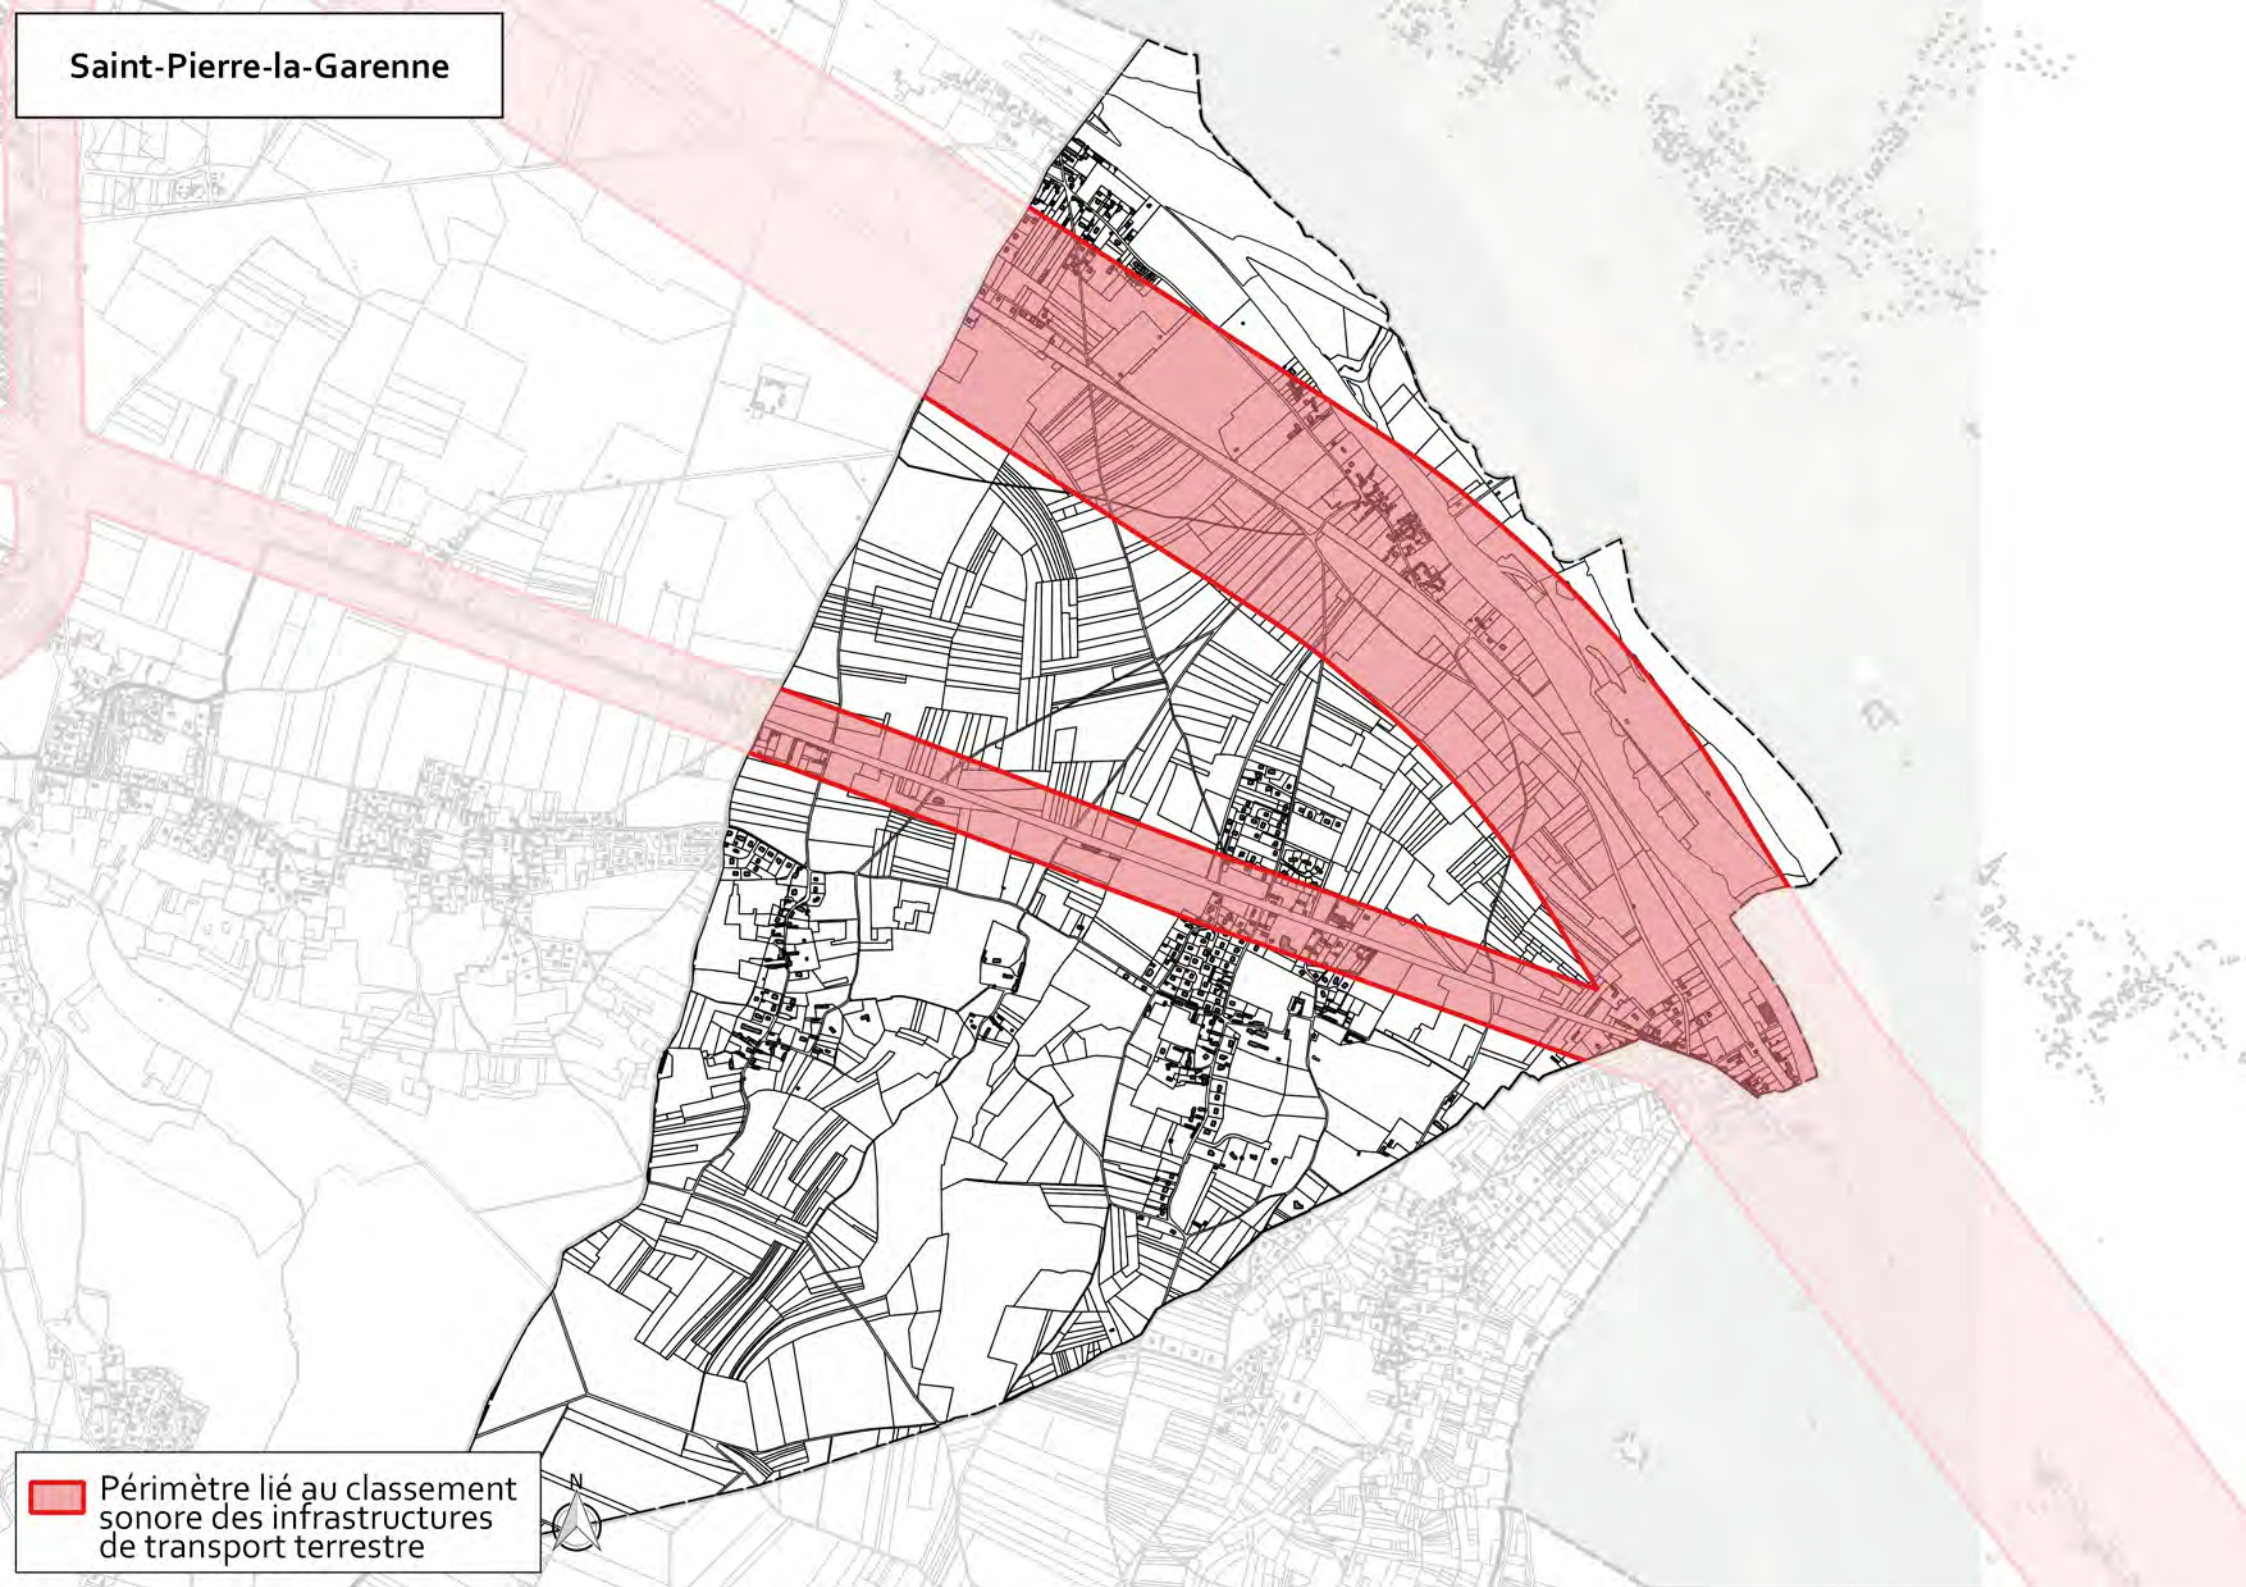 Saint-Pierre-la-Garenne
Périmètre lié au classement
sonore des infrastructures
de transport terrestre
N